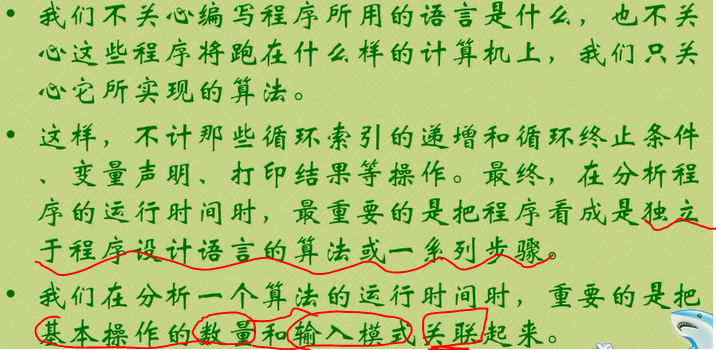 • 我们不关心编写程序所用的语言是什么，也不关
心这些程序将跑在什么样的计算机上，我们只关
心它所实现的算法。
• 这样，不计那些循环索引的递增和循环终止条件
、变量声明、打印结果等操作。最终，在分析程
序的运行时间时，最重要的是把程序看成是独立
于程序设计语言的算法或一系列步骤。
• 我们在分析一个算法的运行时间时，重要的是把
基本操作的数量和输入模式关联起来。